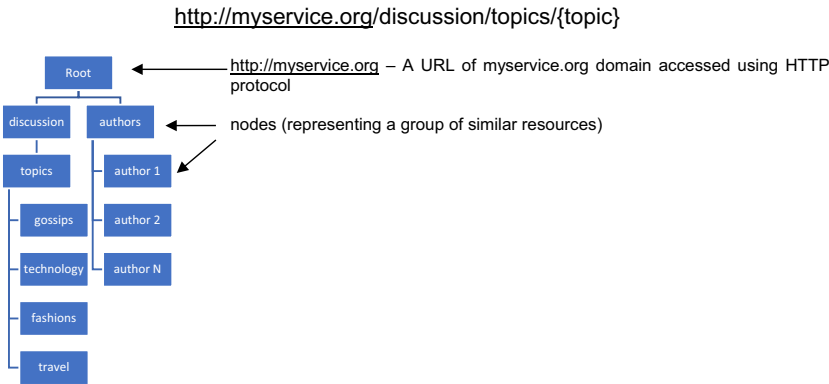 http://myservice.org/discussion/topics/{topic}
Root
http://myservice.org – A URL of myservice.org domain accessed using HTTP
protocol
discussion
authors
nodes (representing a group of similar resources)
topics
author 1
gossips
author 2
technology
author N
fashions
travel